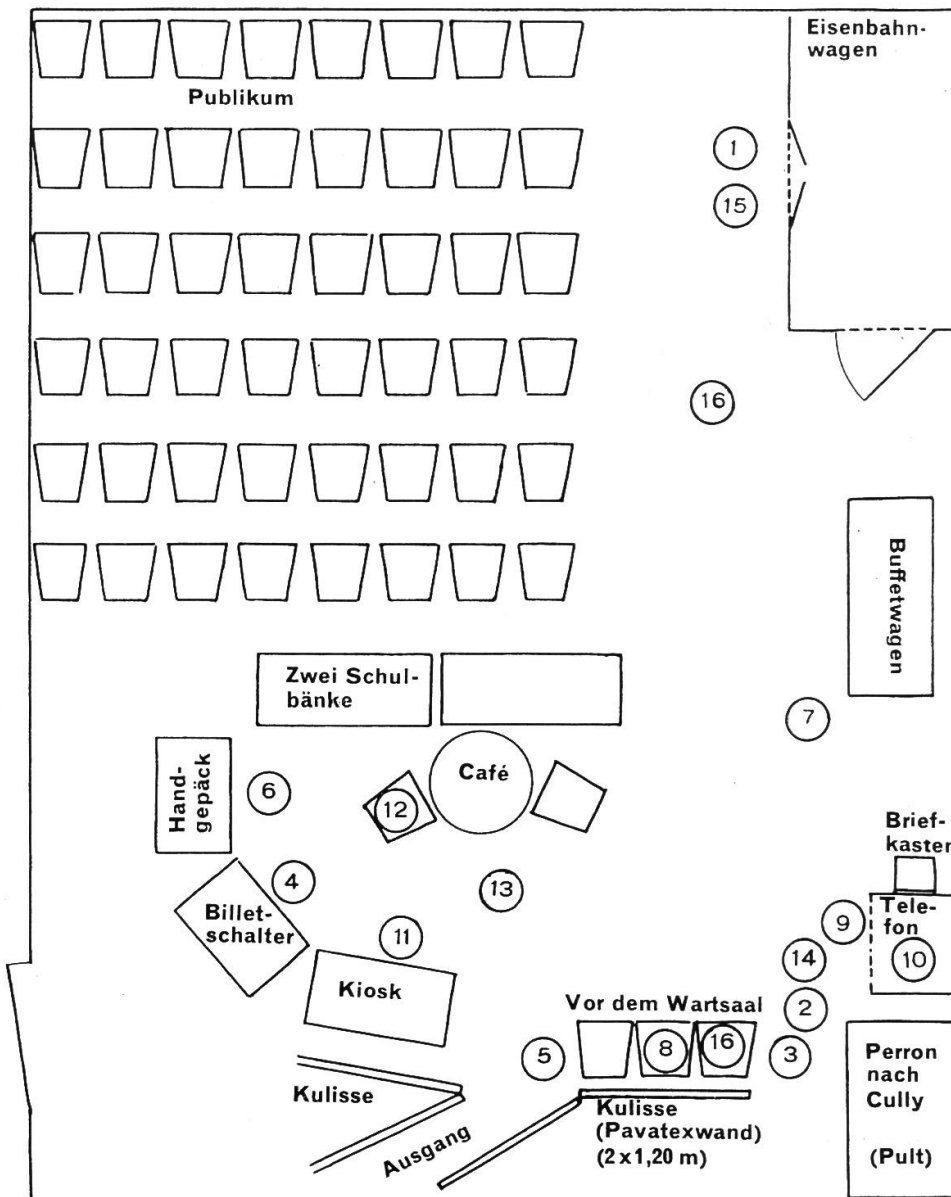 Eisenbahn-
wagen
Publikum
1
15
16
Buffetwagen
Zwei Schul-
bänke
7
Hand-
gepäck
6
Café
12
Brief-
kasten
4
13
Billet-
schalter
11
9
Tele-
fon
14
10
Kiosk
Vor dem Wartsaal
2
5
8
16
3
Perron
nach
Cully
(Pult)
Kulisse
Ausgang
Kulisse
(Pavatexwand)
(2 x 1,20 m)